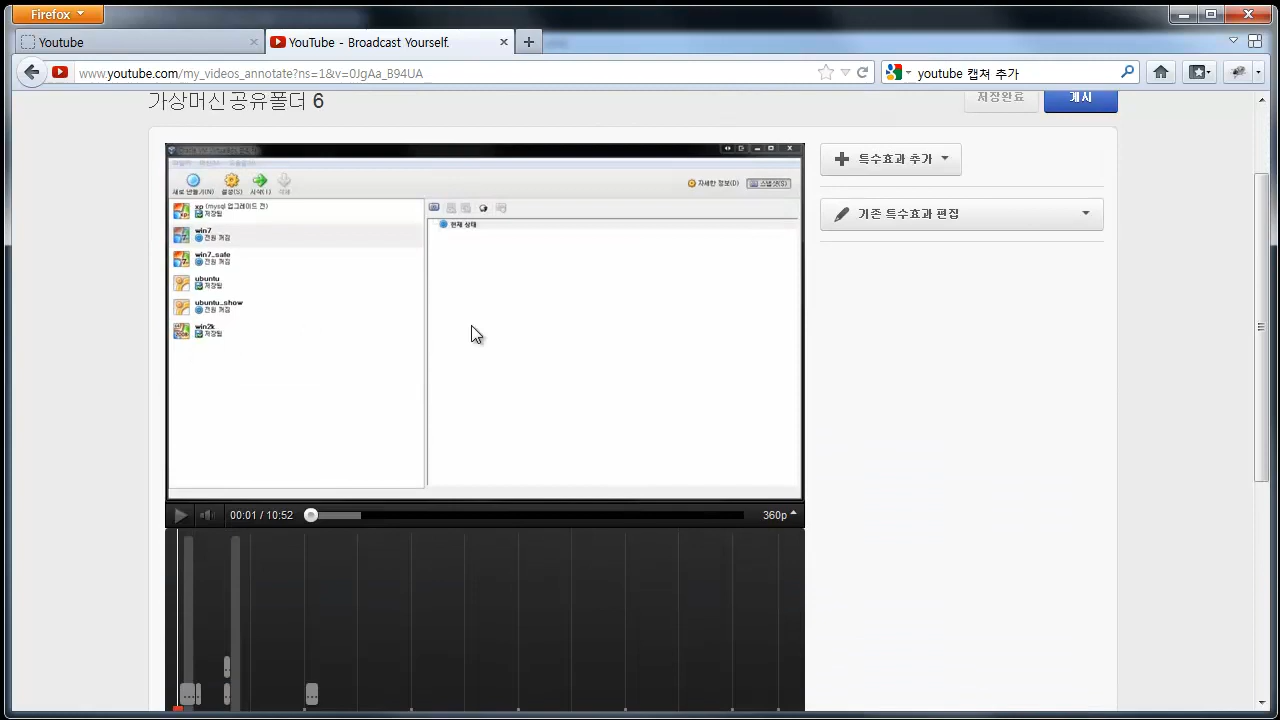 Firefox
Youtube
YouTube - Broadcast Yourself.
www.youtube.com/my_videos_annotate?ns=1&v=0JgAa_B94UA
youtube 캡쳐 추가
가상머신공유폴더 6
저장완료
게시
특수효과 추가
기존 특수효과 편집
새로 만들기(N)
설정(S)
시작(T)
자세한 정보(D)
스냅샷(S)
xp (mysql 업그레이드 전)
저장됨
현재 상태
win7
전원 꺼짐
win7_safe
전원 꺼짐
ubuntu
저장됨
ubuntu_show
전원 꺼짐
win2k
저장됨
00:01 / 10:52
360p